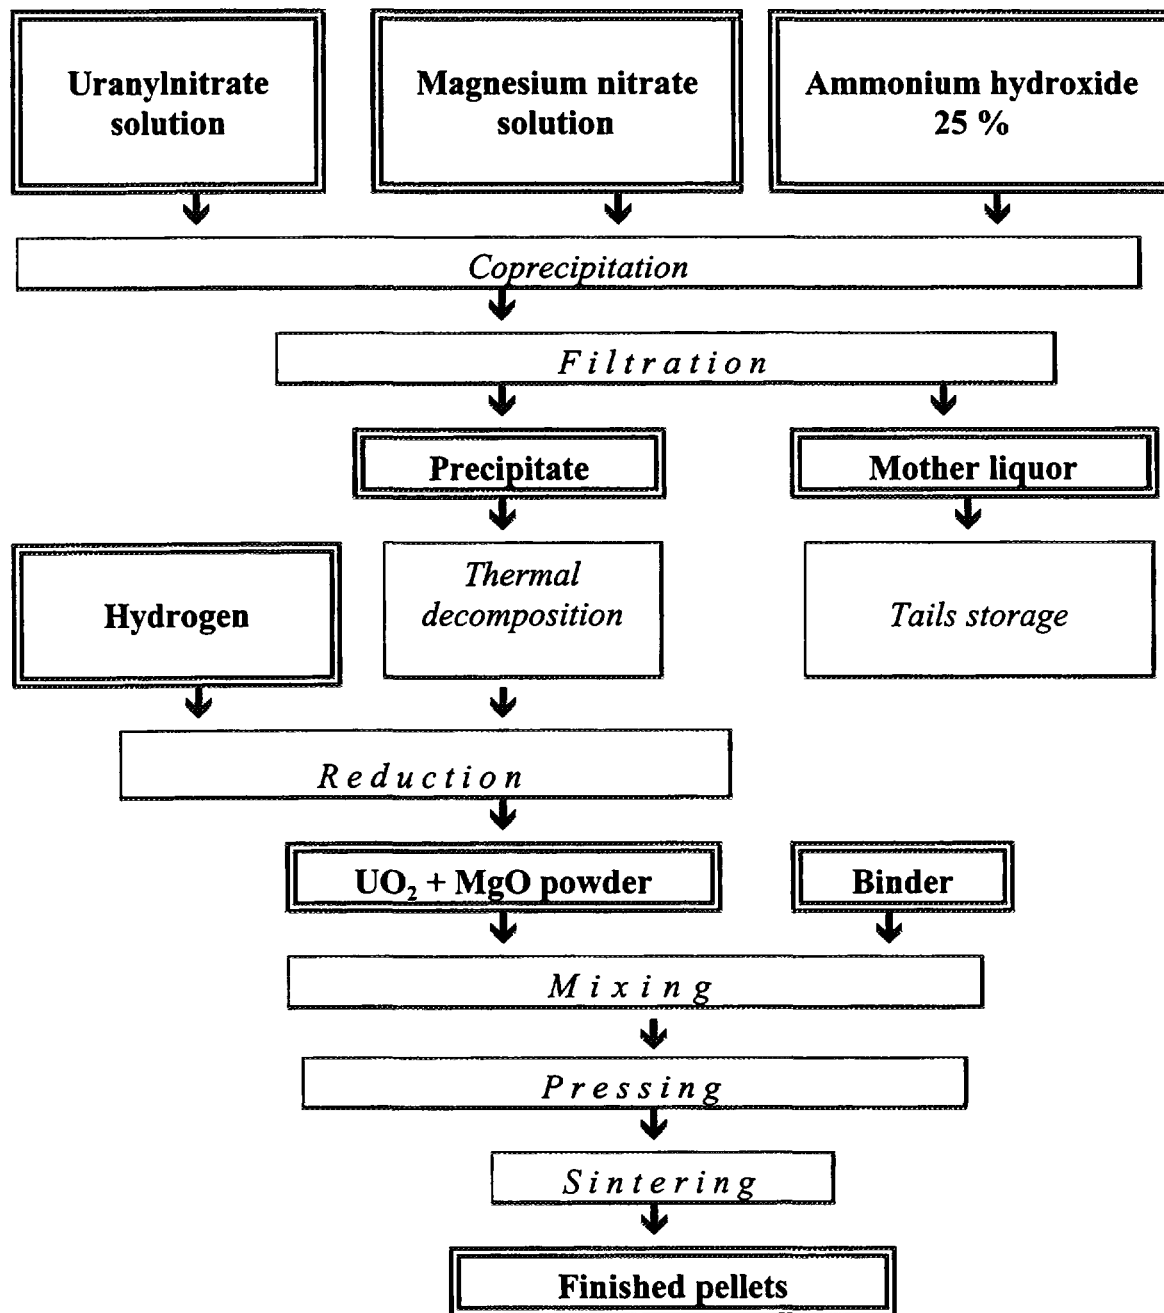 Uranylnitrate
solution
Magnesium nitrate
solution
Ammonium hydroxide
25 %
Coprecipitation
Filtration
Precipitate
Mother liquor
Hydrogen
Thermal
decomposition
Tails storage
Reduction
UO₂ + MgO powder
Binder
Mixing
Pressing
Sintering
Finished pellets